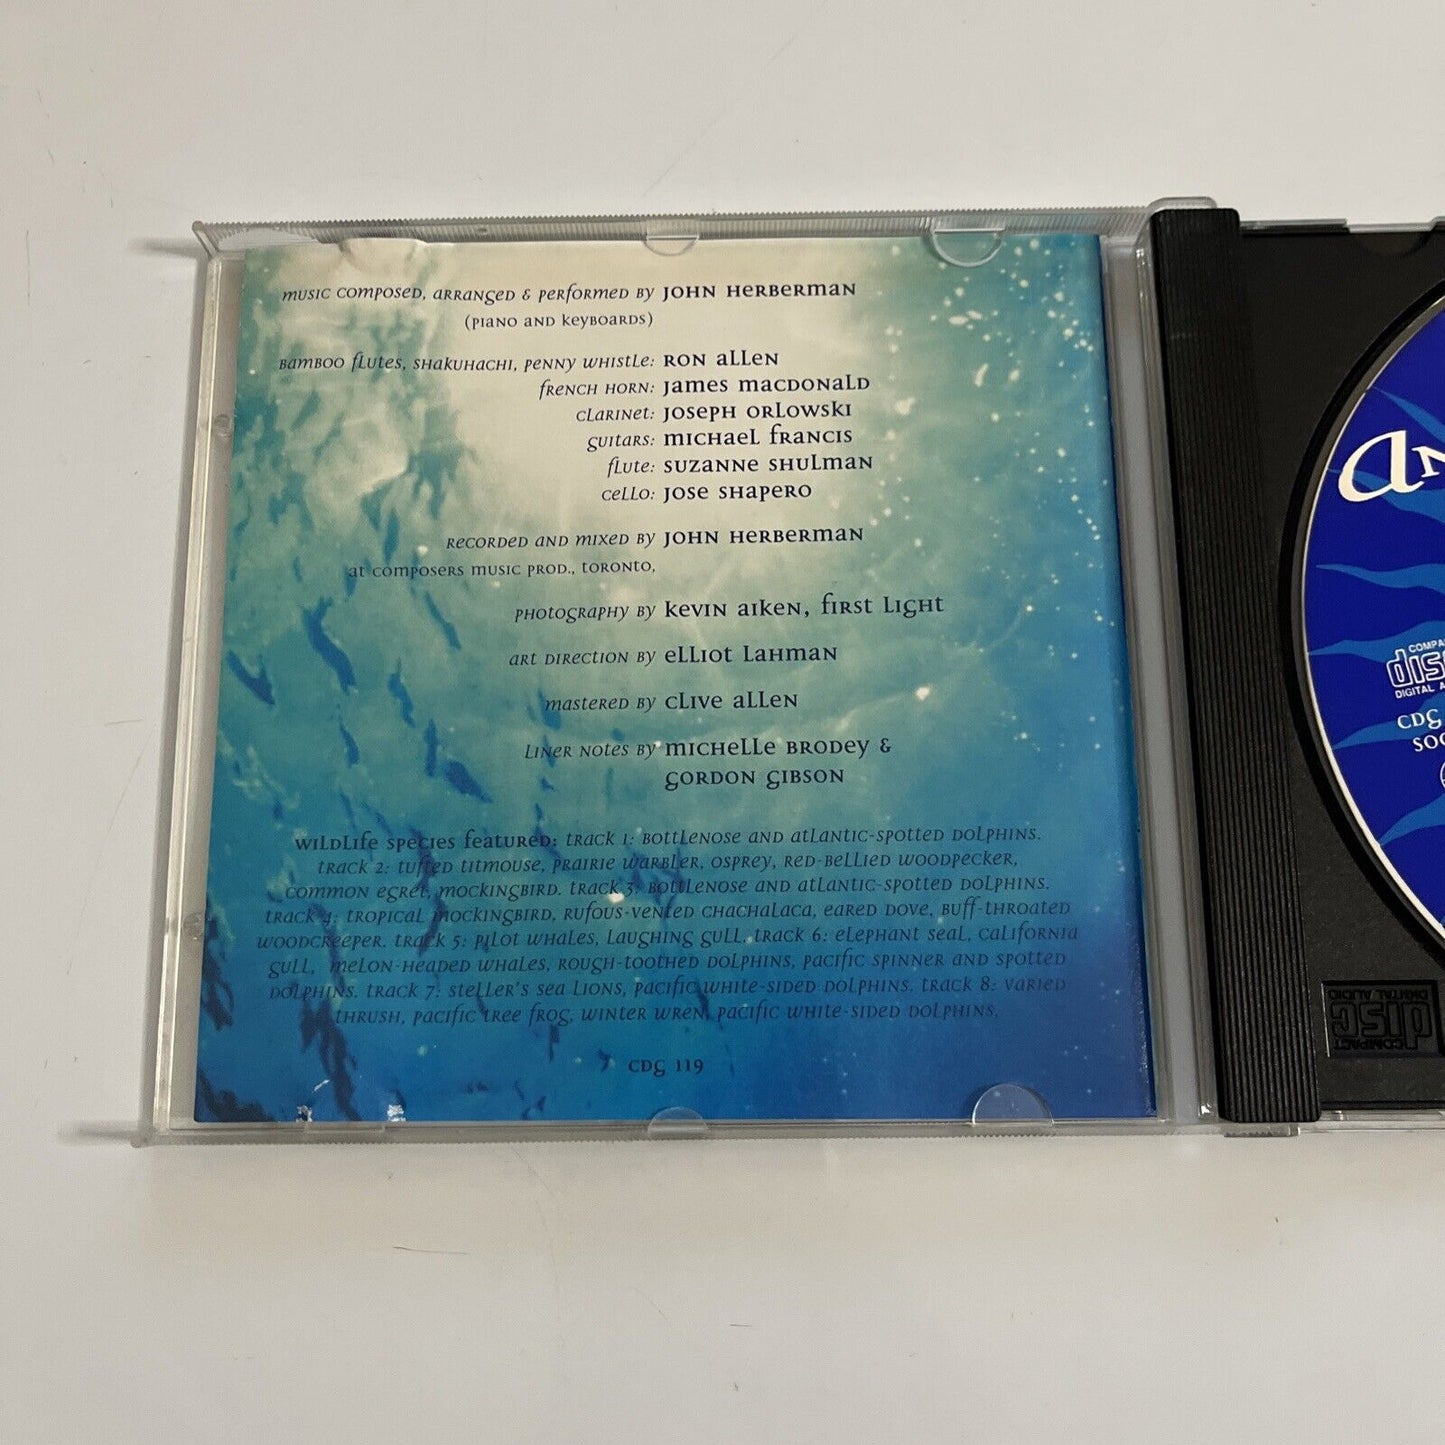 music composed, arranged & performed by John Herberman
(piano and keyboards)
bamboo flutes, shakuhachi, penny whistle: Ron Allen
french horn: James MacDonald
clarinet: Joseph Orlowski
guitars: Michael Francis
flute: Suzanne Shulman
cello: Jose Shapero
recorded and mixed by John Herberman
at composers music prod., toronto,
photography by Kevin Aiken, First Light
art direction by Elliot Lahman
mastered by Clive Allen
liner notes by Michelle Brodey &
Gordon Gibson
wildlife species featured: track 1: bottlenose and atlantic-spotted dolphins.
track 2: tufted titmouse, prairie warbler, osprey, red-bellied woodpecker,
common egret, mockingbird. track 3: bottlenose and atlantic-spotted dolphins.
track 4: tropical mockingbird, rufous-vented chachalaca, eared dove, buff-throated
woodcreeper. track 5: pilot whales, laughing gull. track 6: elephant seal, california
gull, melon-headed whales, rough-toothed dolphins, pacific spinner and spotted
dolphins. track 7: steller's sea lions, pacific white-sided dolphins. track 8: varied
thrush, pacific tree frog, winter wren, pacific white-sided dolphins.
CDG 119
An
COMPA
disc
DIGITAL A
CDG
SOC
COMPACT
disc
DIGITAL AUDIO